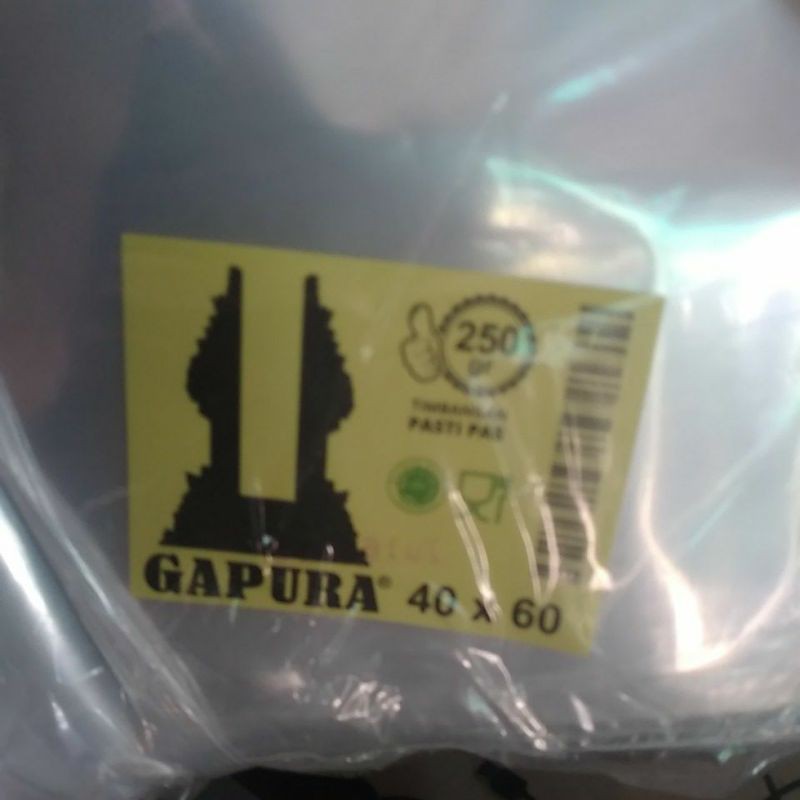 250
gr
TIMBANGAN
PASTI PAS
GAPURA®
40 x 60